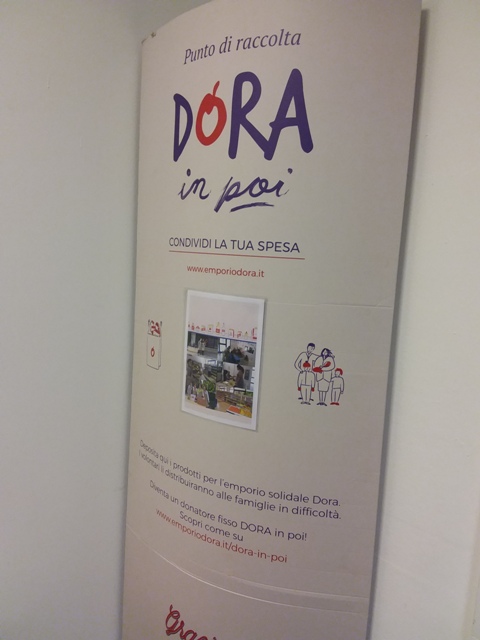 Punto di raccolta
DORA
in poi
CONDIVIDI LA TUA SPESA
www.emporiodora.it
Deposita qui i prodotti per l'emporio solidale Dora.
I volontari li distribuiranno alle famiglie in difficoltà.
Diventa un donatore fisso DORA in poi!
Scopri come su
www.emporiodora.it/dora-in-poi